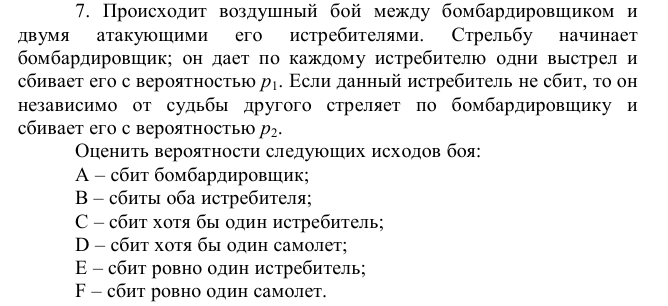 7. Происходит воздушный бой между бомбардировщиком и
двумя атакующими его истребителями. Стрельбу начинает
бомбардировщик; он дает по каждому истребителю одни выстрел и
сбивает его с вероятностью p₁. Если данный истребитель не сбит, то он
независимо от судьбы другого стреляет по бомбардировщику и
сбивает его с вероятностью p₂.
Оценить вероятности следующих исходов боя:
A – сбит бомбардировщик;
B – сбиты оба истребителя;
C – сбит хотя бы один истребитель;
D – сбит хотя бы один самолет;
E – сбит ровно один истребитель;
F – сбит ровно один самолет.